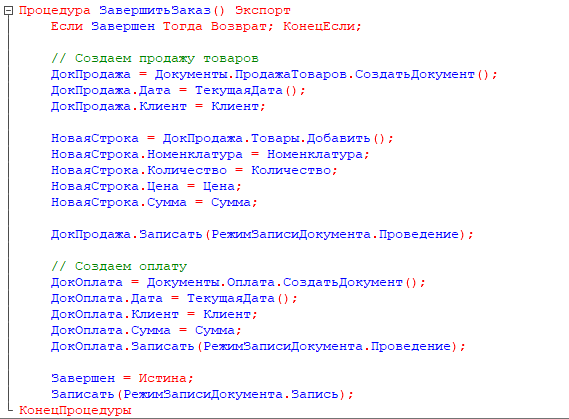 Процедура ЗавершитьЗаказ() Экспорт
Если Завершен Тогда Возврат; КонецЕсли;
// Создаем продажу товаров
ДокПродажа = Документы.ПродажаТоваров.СоздатьДокумент();
ДокПродажа.Дата = ТекущаяДата();
ДокПродажа.Клиент = Клиент;
НоваяСтрока = ДокПродажа.Товары.Добавить();
НоваяСтрока.Номенклатура = Номенклатура;
НоваяСтрока.Количество = Количество;
НоваяСтрока.Цена = Цена;
НоваяСтрока.Сумма = Сумма;
ДокПродажа.Записать(РежимЗаписиДокумента.Проведение);
// Создаем оплату
ДокОплата = Документы.Оплата.СоздатьДокумент();
ДокОплата.Дата = ТекущаяДата();
ДокОплата.Клиент = Клиент;
ДокОплата.Сумма = Сумма;
ДокОплата.Записать(РежимЗаписиДокумента.Проведение);
Завершен = Истина;
Записать(РежимЗаписиДокумента.Запись);
КонецПроцедуры